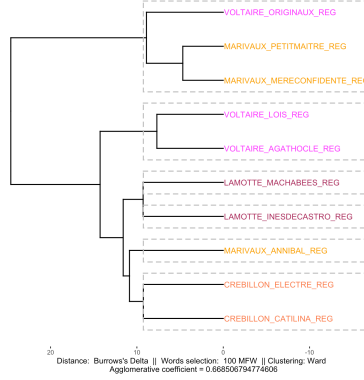 VOLTAIRE_ORIGINAUX_REG
MARIVAUX_PETITMAITRE_REG
MARIVAUX_MERECONFIDENTE_REG
VOLTAIRE_LOIS_REG
VOLTAIRE_AGATHOCLE_REG
LAMOTTE_MACHABEES_REG
LAMOTTE_INESDECASTRO_REG
MARIVAUX_ANNIBAL_REG
CREBILLON_ELECTRE_REG
CREBILLON_CATILINA_REG
20 10 0 -10
Distance: Burrows's Delta || Words selection: 100 MFW || Clustering: Ward
Agglomerative coefficient = 0.668506794774606